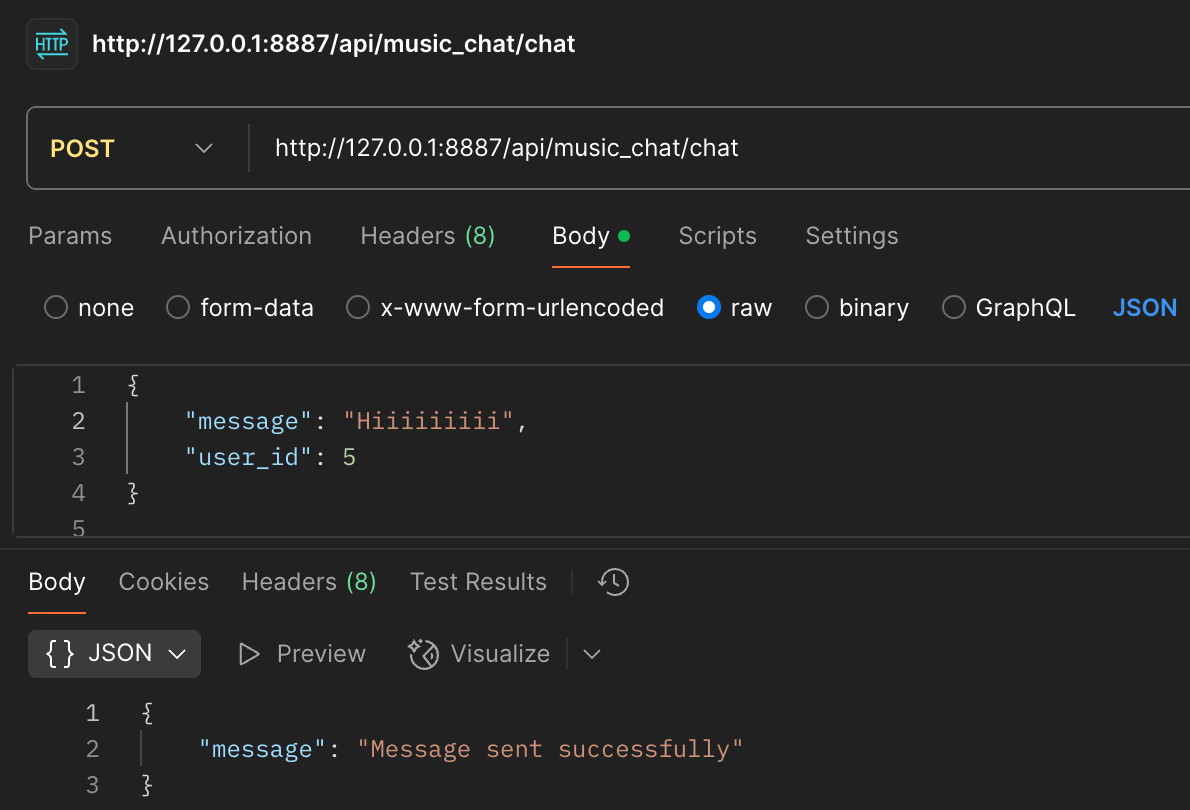 HTTP http://127.0.0.1:8887/api/music_chat/chat
POST http://127.0.0.1:8887/api/music_chat/chat
Params Authorization Headers (8) Body Scripts Settings
none form-data x-www-form-urlencoded raw binary GraphQL JSON
1 {
2 "message": "Hiiiiiiiii",
3 "user_id": 5
4 }
5
Body Cookies Headers (8) Test Results
{} JSON Preview Visualize
1 {
2 "message": "Message sent successfully"
3 }